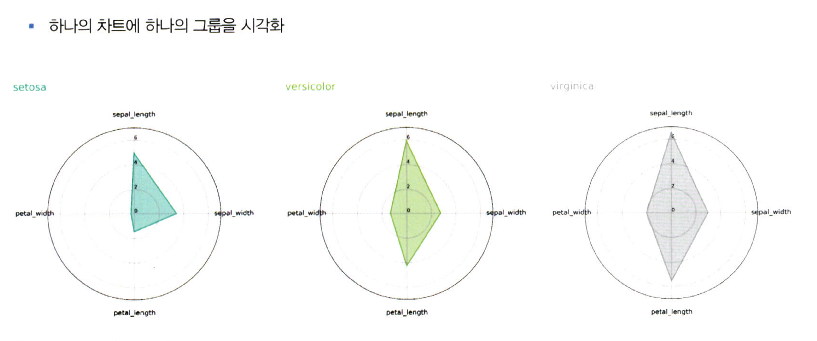 하나의 차트에 하나의 그룹을 시각화
setosa
versicolor
virginica
sepal_length
6
4
2
0
petal_width
sepal_width
petal_length
sepal_length
6
4
2
0
petal_width
sepal_width
petal_length
sepal_length
6
4
2
0
petal_width
sepal_width
petal_length